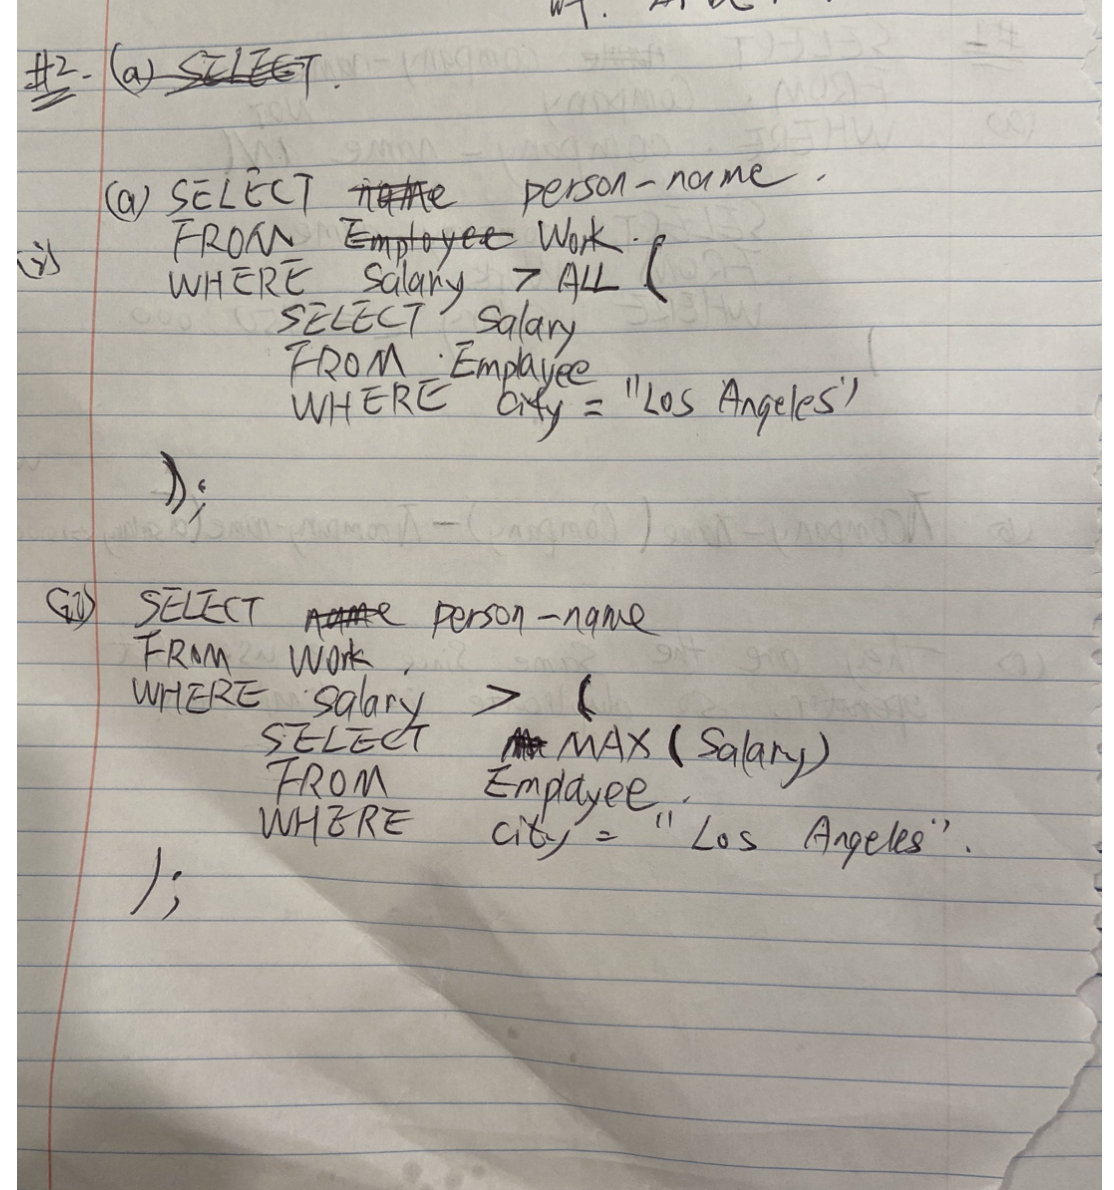 #2. (a) SELECT.
(a) SELECT name person-name.
(i) FROM Employee Work.
WHERE Salary > ALL (
SELECT Salary
FROM Employee
WHERE City = "Los Angeles"
);
(ii) SELECT name person-name
FROM Work.
WHERE salary > (
SELECT MAX (Salary)
FROM Employee.
WHERE city = "Los Angeles".
);